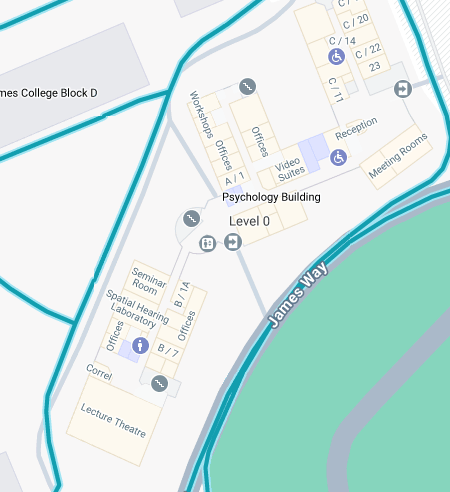 C / 20
C / 14
C / 22
23
C / 11
mes College Block D
Workshops
Offices
Offices
Reception
Meeting Rooms
Video
Suites
A / 1
Psychology Building
Level 0
James Way
Seminar
Room
B / 1A
Spatial Hearing
Laboratory
Offices
Offices
B / 7
Correl
Lecture Theatre